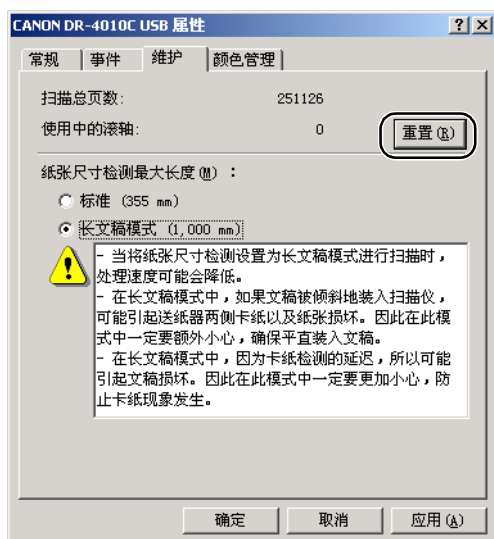 CANON DR-4010C USB 属性
常规 事件 维护 颜色管理
扫描总页数: 251126
使用中的滚轴: 0 重置(R)
纸张尺寸检测最大长度(M) :
标准 (355 mm)
长文稿模式 (1,000 mm)
- 当将纸张尺寸检测设置为长文稿模式进行扫描时，
处理速度可能会降低。
- 在长文稿模式中，如果文稿被倾斜地装入扫描仪，
可能引起送纸器两侧卡纸以及纸张损坏。因此在此模
式中一定要额外小心，确保平直装入文稿。
- 在长文稿模式中，因为卡纸检测的延迟，所以可能
引起文稿损坏。因此在此模式中一定要更加小心，防
止卡纸现象发生。
确定 取消 应用(A)